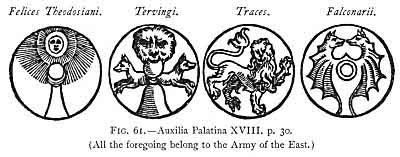 Felices Theodosiani. Tervingi. Traces. Falconarii.
FIG. 61.—Auxilia Palatina XVIII. p. 30.
(All the foregoing belong to the Army of the East.)